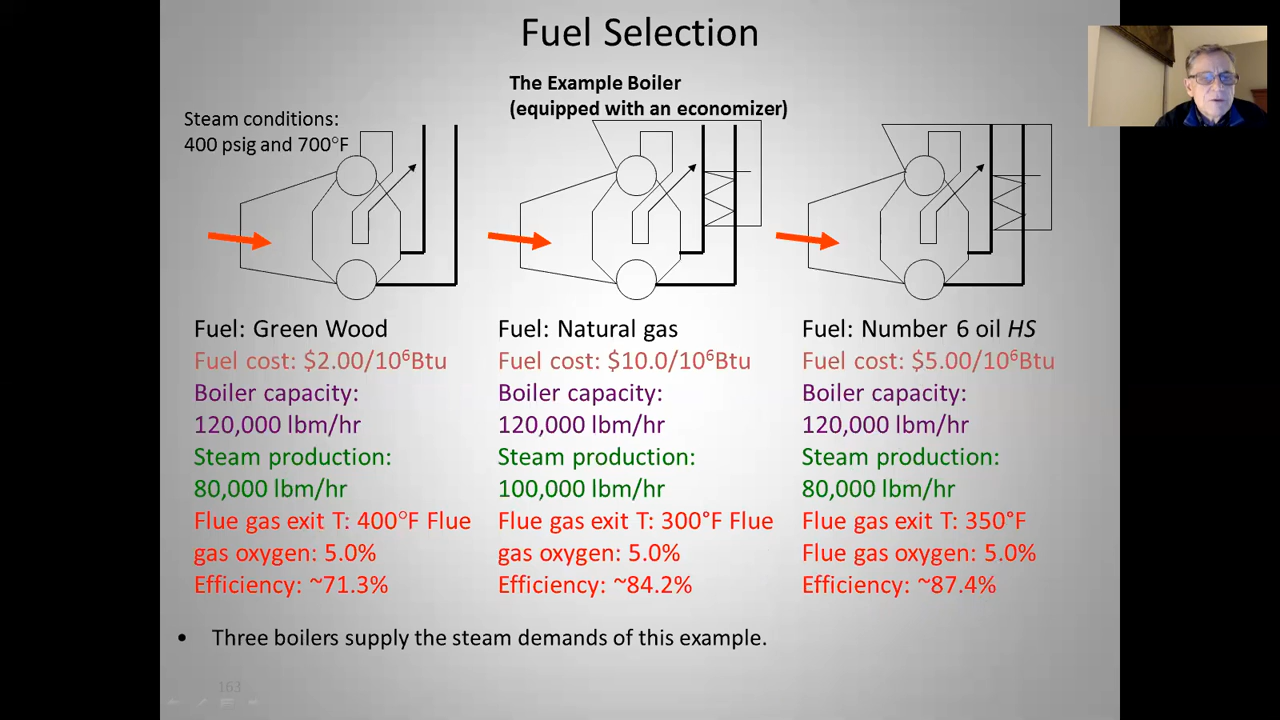 Fuel Selection
The Example Boiler
(equipped with an economizer)
Steam conditions:
400 psig and 700°F
Fuel: Green Wood
Fuel cost: $2.00/10⁶Btu
Boiler capacity:
120,000 lbm/hr
Steam production:
80,000 lbm/hr
Flue gas exit T: 400°F Flue
gas oxygen: 5.0%
Efficiency: ~71.3%
Fuel: Natural gas
Fuel cost: $10.0/10⁶Btu
Boiler capacity:
120,000 lbm/hr
Steam production:
100,000 lbm/hr
Flue gas exit T: 300°F Flue
gas oxygen: 5.0%
Efficiency: ~84.2%
Fuel: Number 6 oil HS
Fuel cost: $5.00/10⁶Btu
Boiler capacity:
120,000 lbm/hr
Steam production:
80,000 lbm/hr
Flue gas exit T: 350°F
Flue gas oxygen: 5.0%
Efficiency: ~87.4%
• Three boilers supply the steam demands of this example.
163